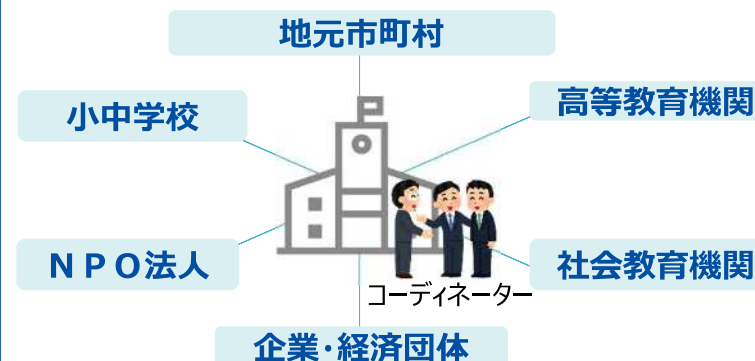 地元市町村
小中学校
高等教育機関
NPO法人
社会教育機関
コーディネーター
企業・経済団体